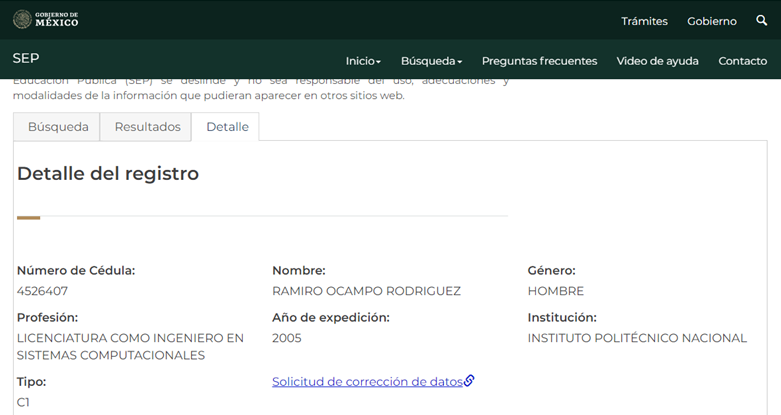 GOBIERNO DE
MÉXICO
Trámites Gobierno
SEP
Inicio Búsqueda Preguntas frecuentes Video de ayuda Contacto
Educación Pública (SEP) se deslinde y no sea responsable del uso, adecuaciones y
modalidades de la información que pudieran aparecer en otros sitios web.
Búsqueda Resultados Detalle
Detalle del registro
Número de Cédula: Nombre: Género:
4526407 RAMIRO OCAMPO RODRIGUEZ HOMBRE
Profesión: Año de expedición: Institución:
LICENCIATURA COMO INGENIERO EN 2005 INSTITUTO POLITÉCNICO NACIONAL
SISTEMAS COMPUTACIONALES
Tipo: Solicitud de corrección de datos
C1